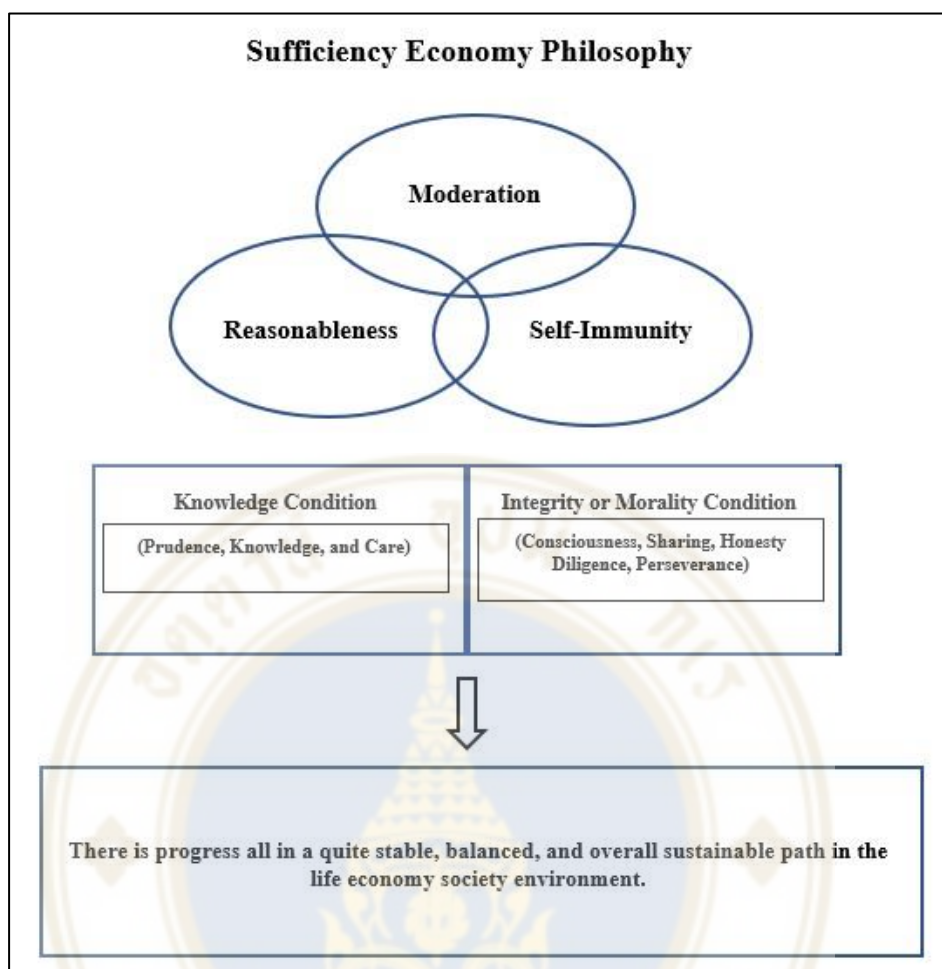 Sufficiency Economy Philosophy
Moderation
Reasonableness
Self-Immunity
Knowledge Condition
(Prudence, Knowledge, and Care)
Integrity or Morality Condition
(Consciousness, Sharing, Honesty
Diligence, Perseverance)
There is progress all in a quite stable, balanced, and overall sustainable path in the
life economy society environment.